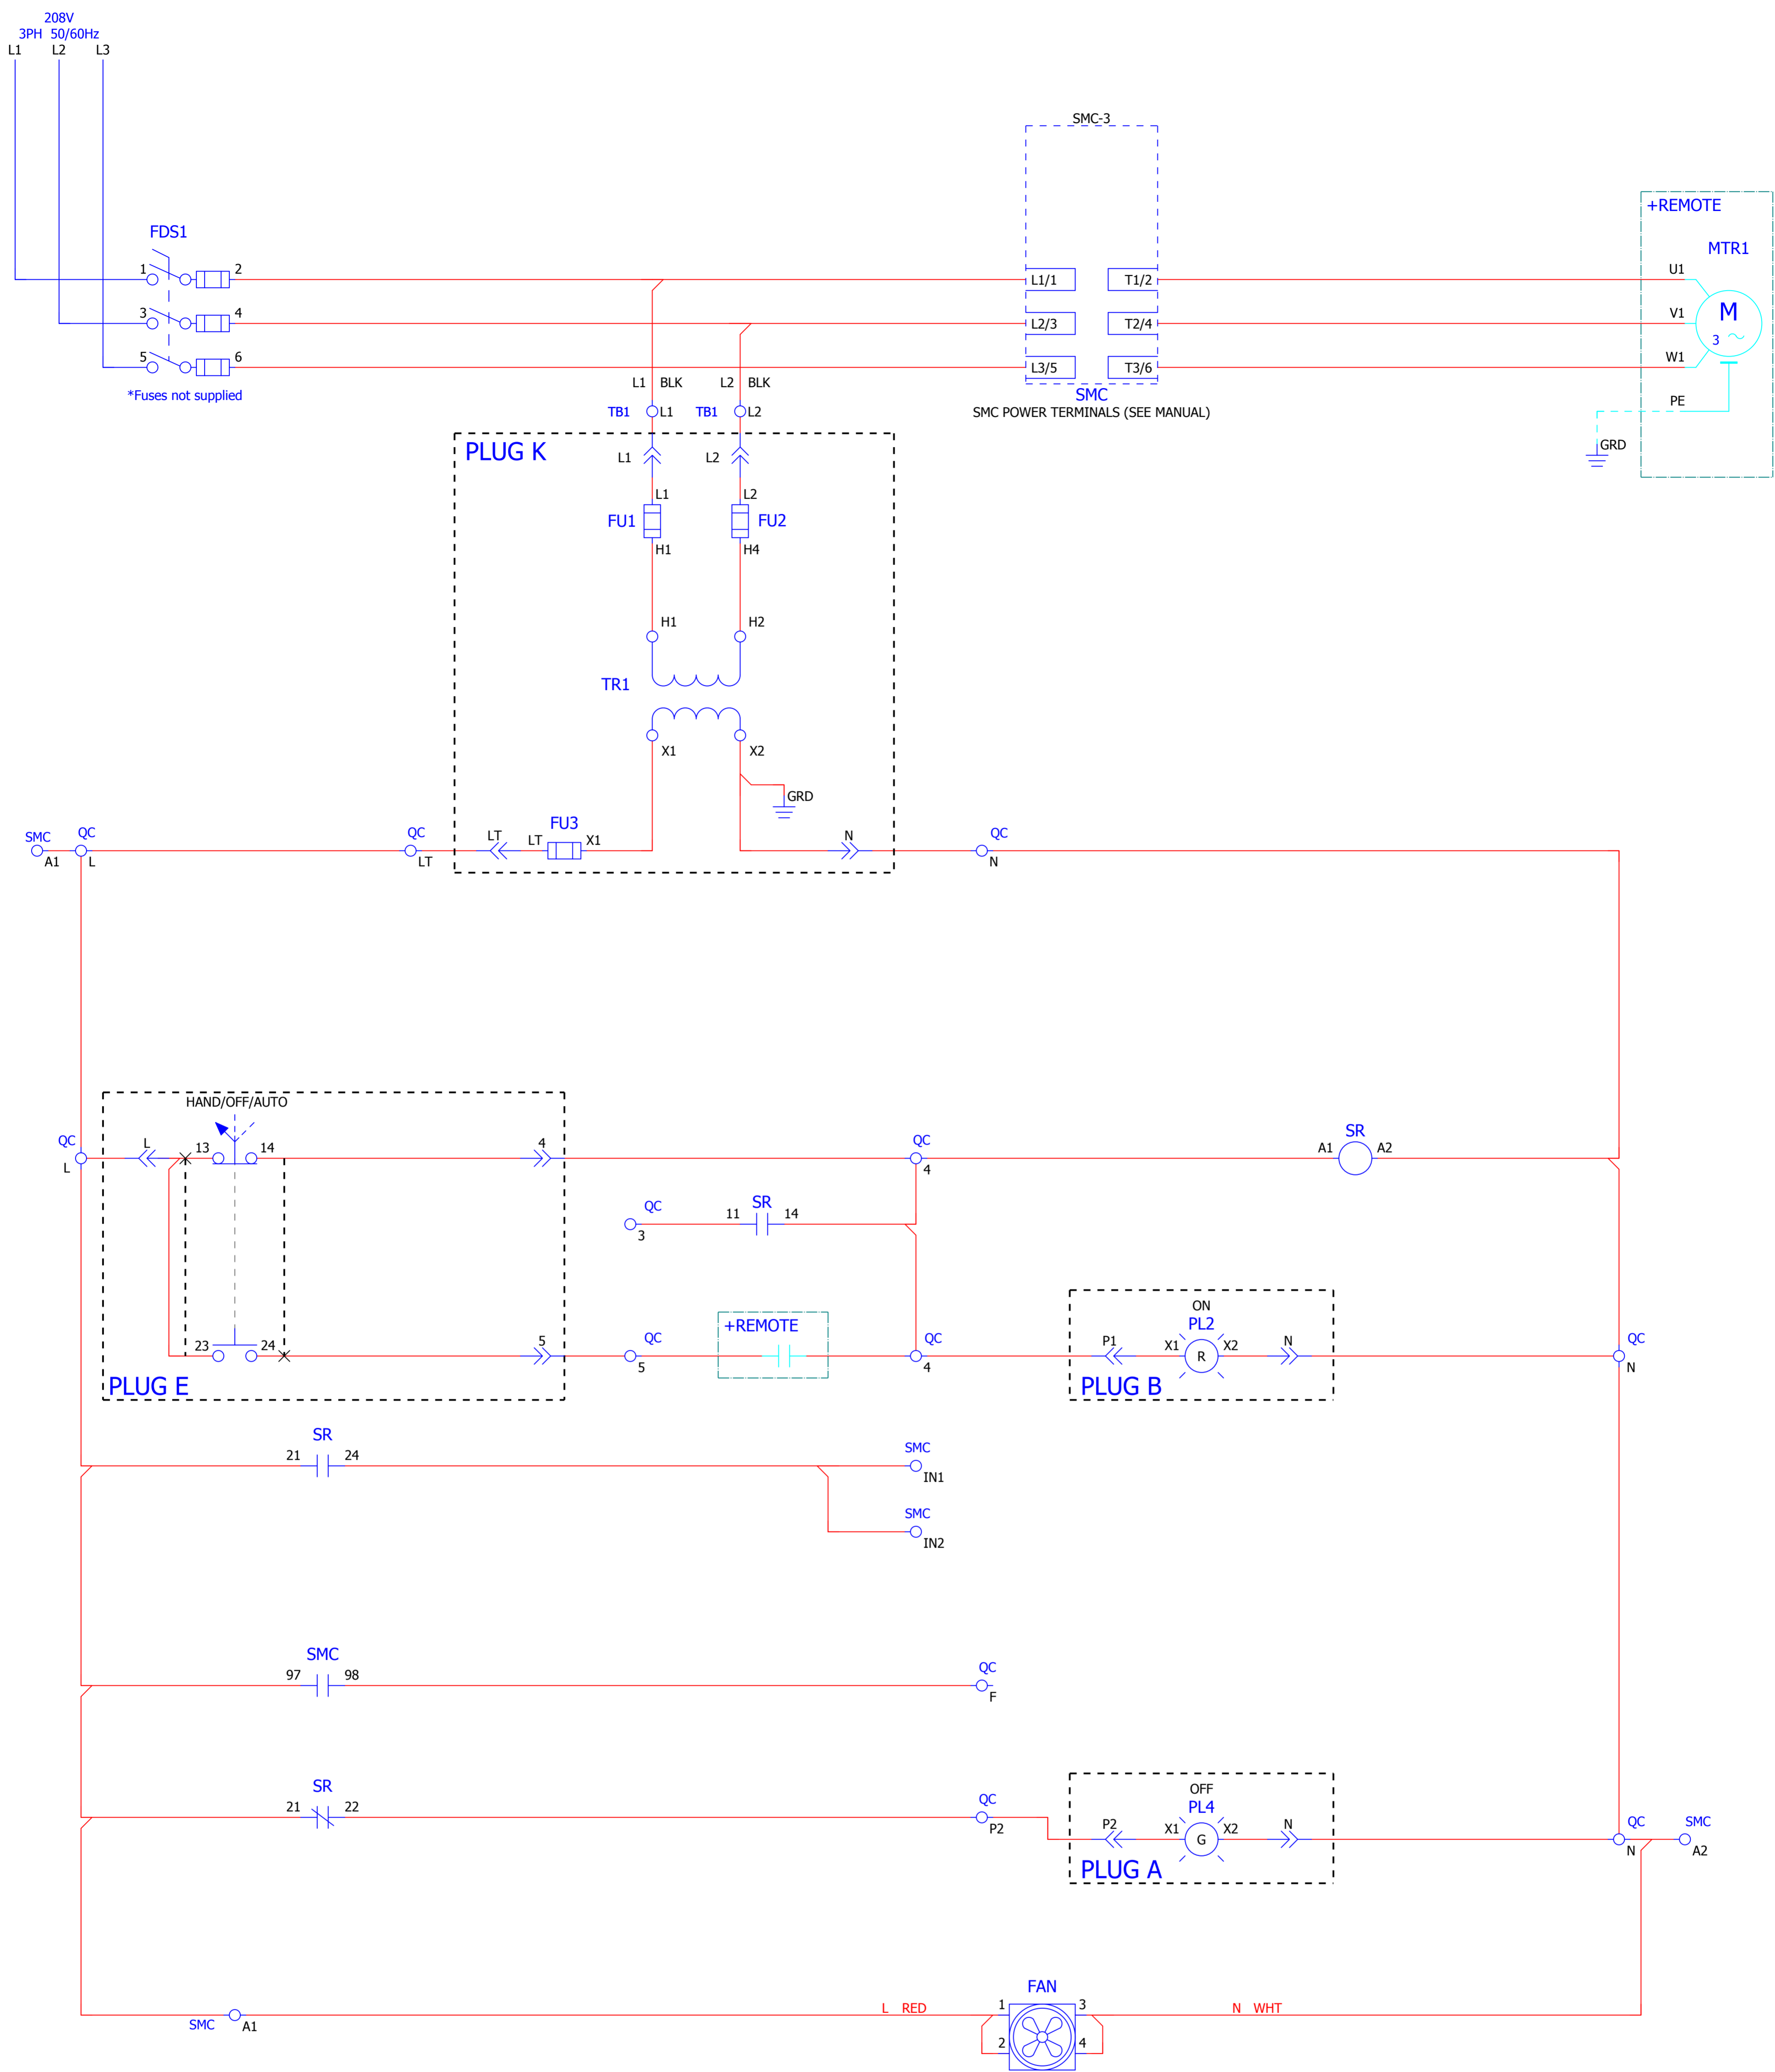 208V
3PH 50/60Hz
L1 L2 L3
SMC-3
+REMOTE
MTR1
FDS1
1 2
L1/1 T1/2
U1
3 4
L2/3 T2/4
V1
M
3
5 6
L3/5 T3/6
W1
*Fuses not supplied
L1 BLK L2 BLK
SMC
SMC POWER TERMINALS (SEE MANUAL)
PE
TB1 L1 TB1 L2
GRD
PLUG K
L1 L2
L1 L2
FU1 FU2
H1 H4
H1 H2
TR1
X1 X2
GRD
SMC QC QC
FU3
LT LT X1
N
QC
A1 L LT N
HAND/OFF/AUTO
QC
L 13 14 4
QC
SR
A1 A2
L 4
QC
3
11 SR 14
ON
PL2
+REMOTE
23 24 5
QC
5
QC
4
P1 X1 R X2 N
QC
N
PLUG E
PLUG B
SR
21 24
SMC
IN1
SMC
IN2
SMC
97 98
QC
F
SR
21 22
QC
P2
OFF
PL4
P2 X1 G X2 N
QC
N
SMC
A2
PLUG A
FAN
SMC
A1
L RED
1 3
2 4
N WHT